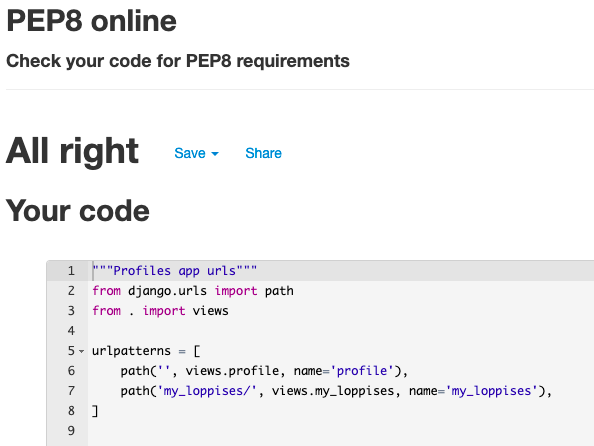 PEP8 online
Check your code for PEP8 requirements
All right Save Share
Your code
1 """Profiles app urls"""
2 from django.urls import path
3 from . import views
4
5 urlpatterns = [
6     path('', views.profile, name='profile'),
7     path('my_loppises/', views.my_loppises, name='my_loppises'),
8 ]
9